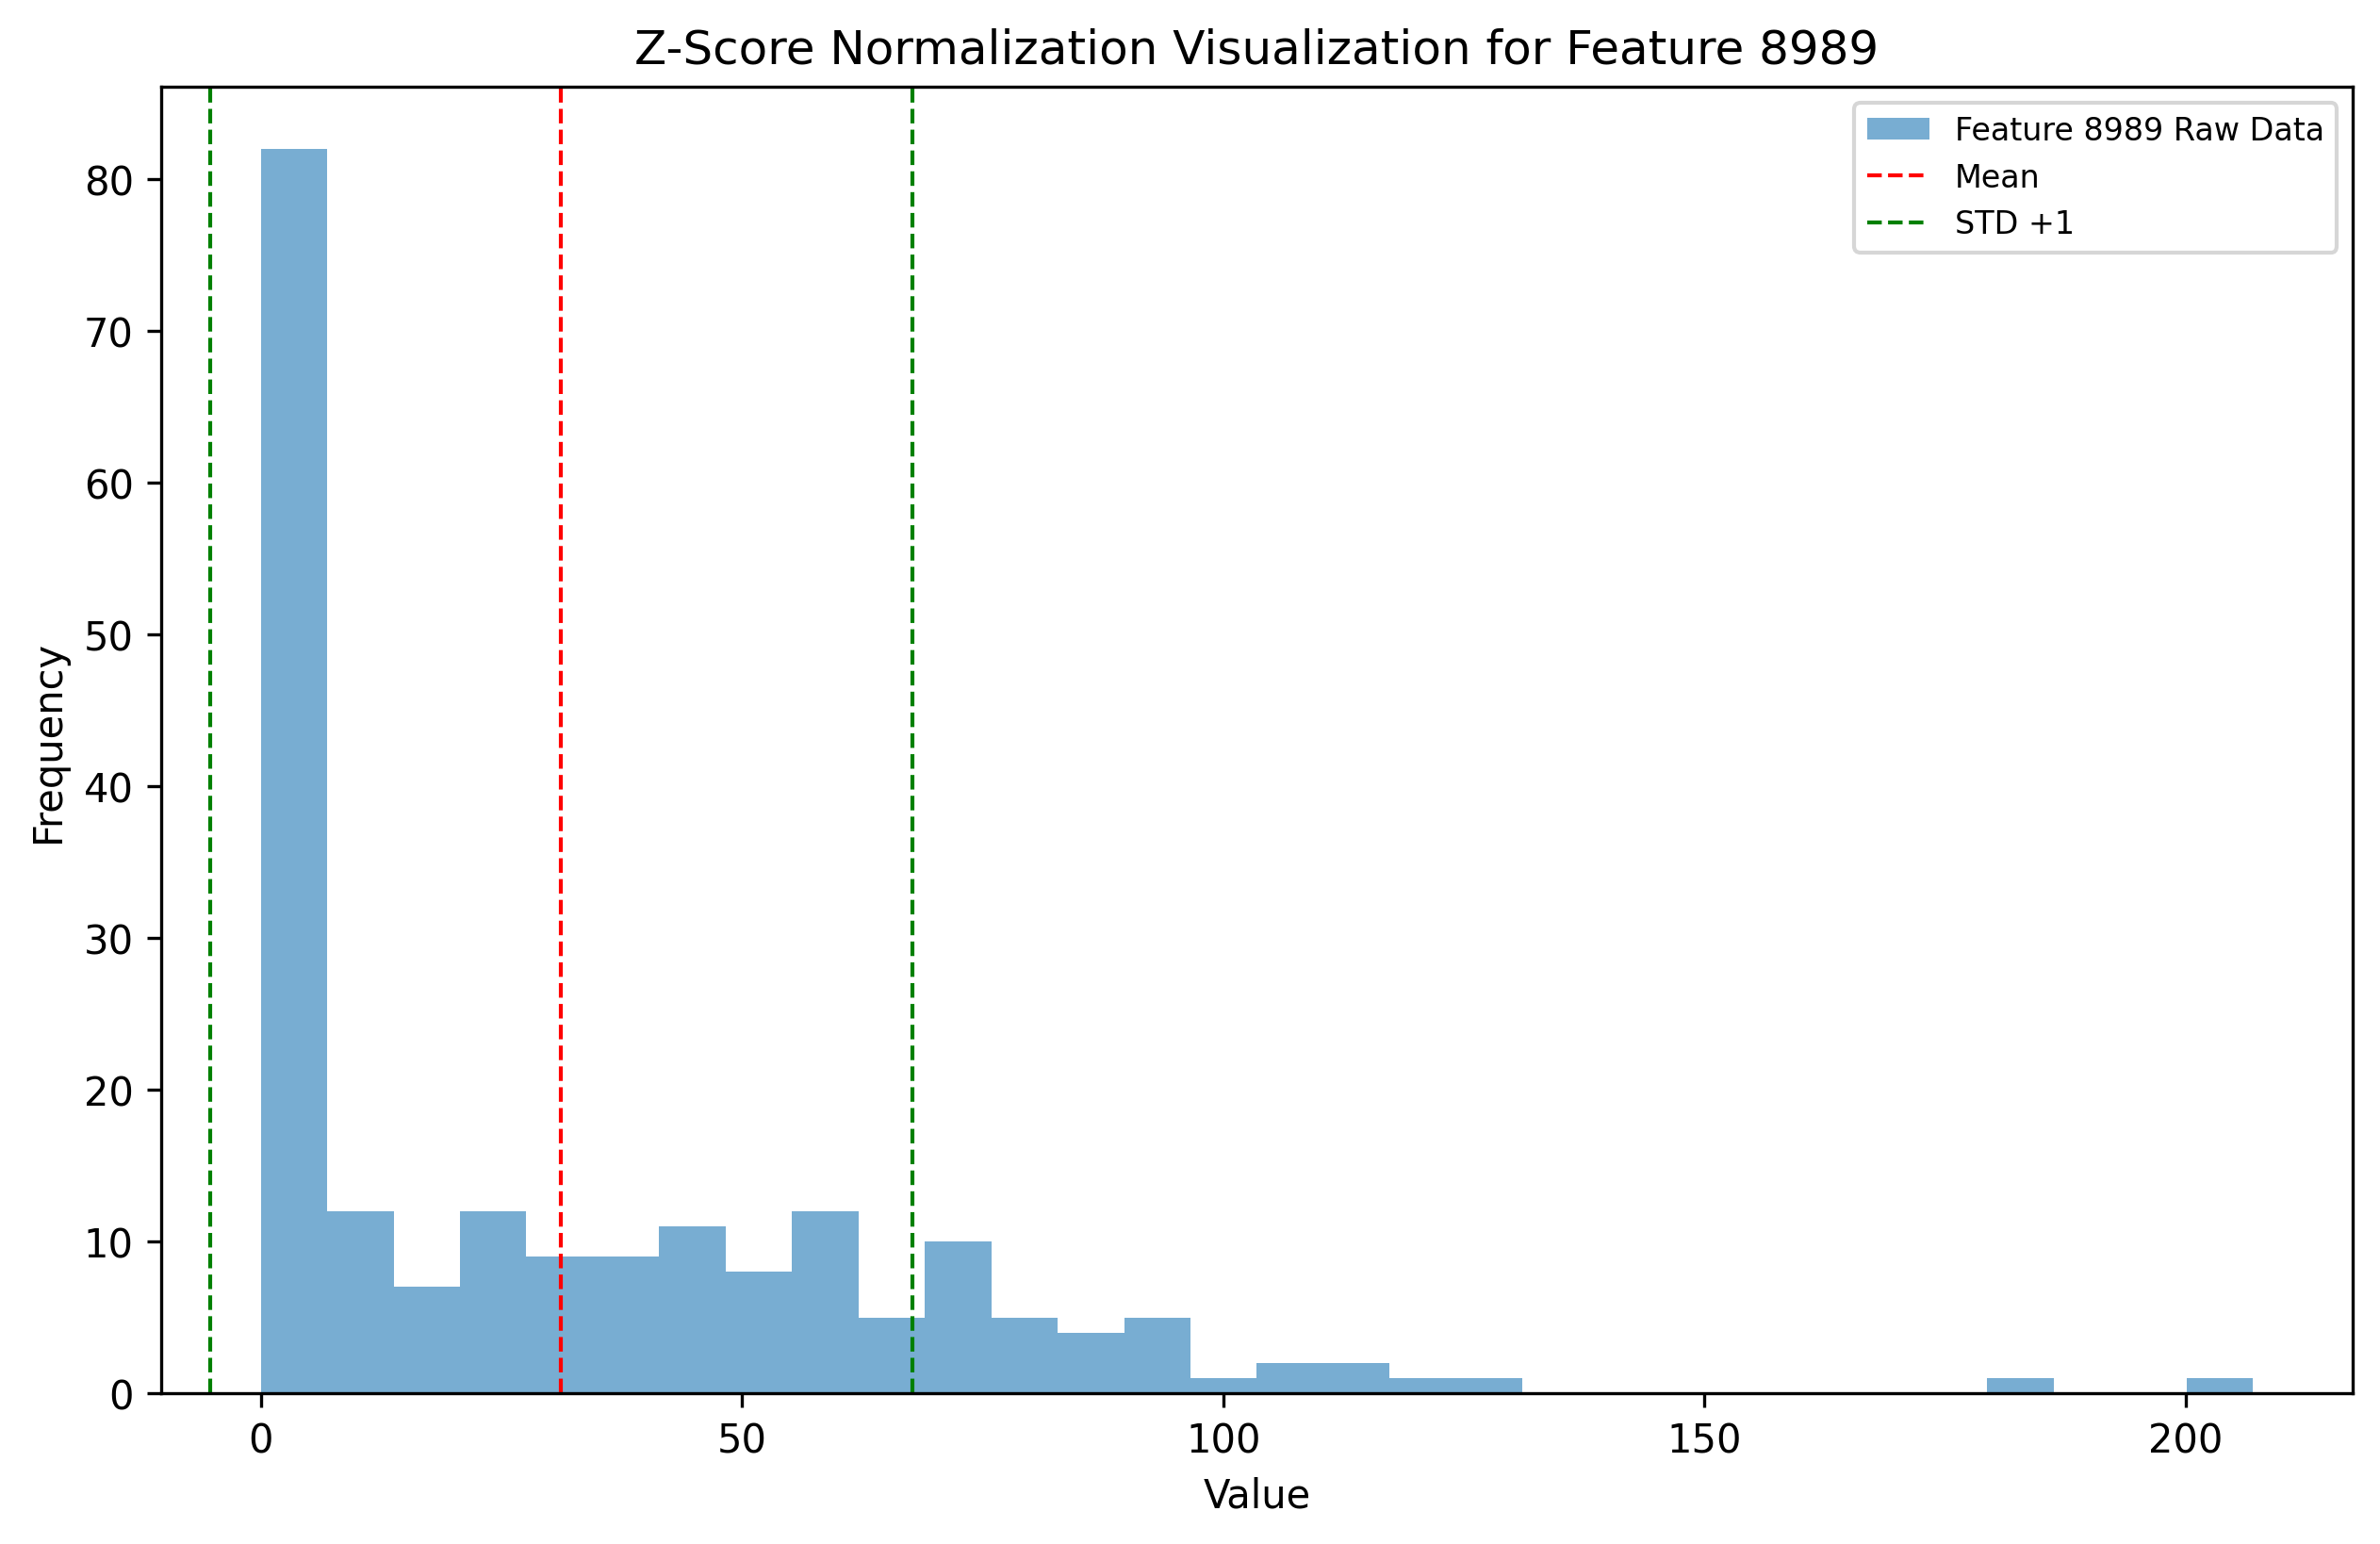 Z-Score Normalization Visualization for Feature 8989
Feature 8989 Raw Data
Mean
STD +1
80
70
60
50
40
30
20
10
0
Frequency
0 50 100 150 200
Value